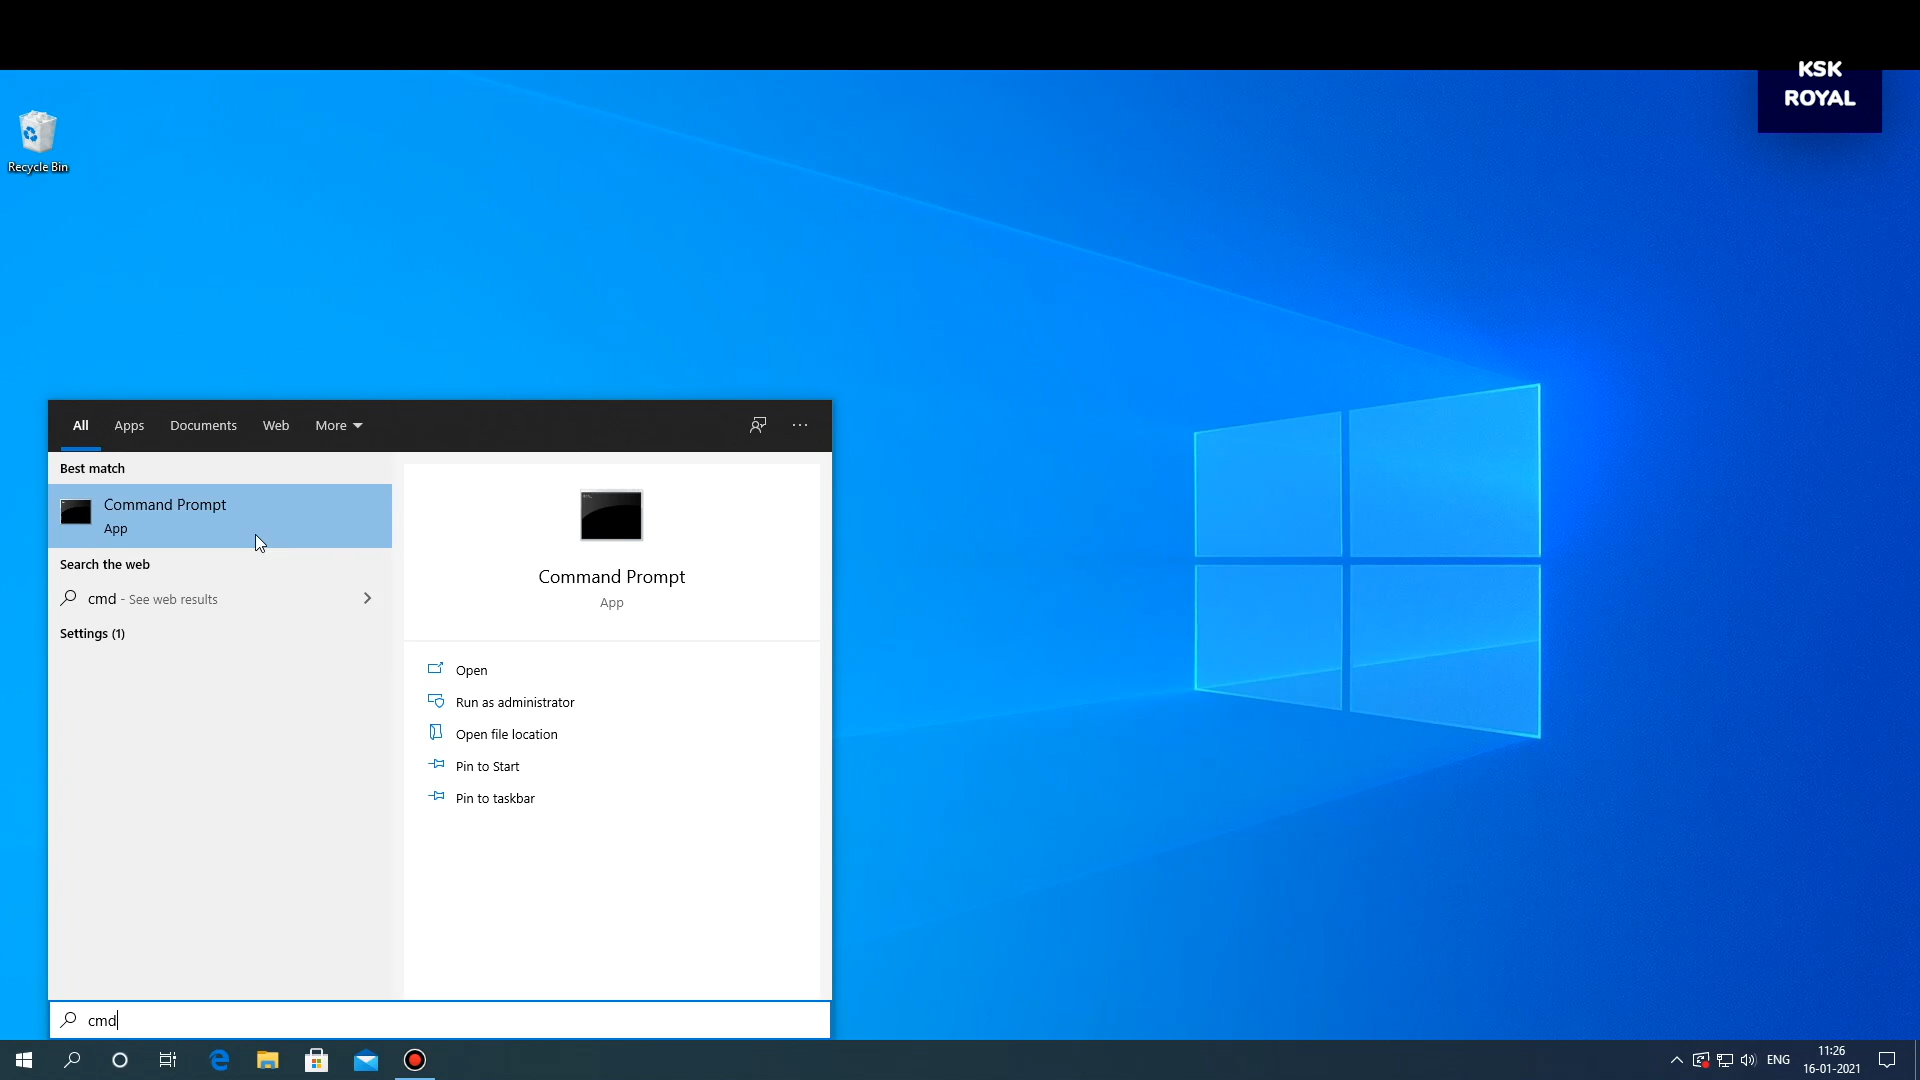 KSK
ROYAL
Recycle Bin
All Apps Documents Web More
Best match
Command Prompt
App
Search the web
cmd - See web results
Settings (1)
Command Prompt
App
Open
Run as administrator
Open file location
Pin to Start
Pin to taskbar
cmd
ENG
11:26
16-01-2021